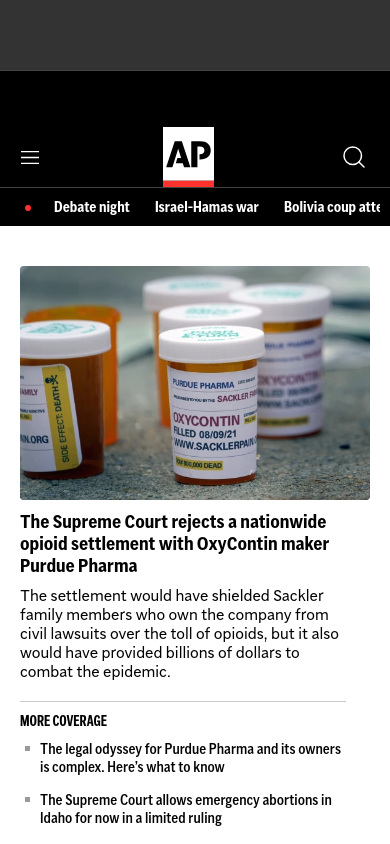 AP
Debate night Israel-Hamas war Bolivia coup atte
PURDUE PHARMA
SACKLER FA
OXYCONTIN
FILLED 08/09/21
WWW.SACKLERPAIN.O
FOR 500,000 DEAD
SIDE EFFECT: DEATH
FAMILY
IN.ORG
The Supreme Court rejects a nationwide
opioid settlement with OxyContin maker
Purdue Pharma
The settlement would have shielded Sackler
family members who own the company from
civil lawsuits over the toll of opioids, but it also
would have provided billions of dollars to
combat the epidemic.
MORE COVERAGE
The legal odyssey for Purdue Pharma and its owners
is complex. Here's what to know
The Supreme Court allows emergency abortions in
Idaho for now in a limited ruling